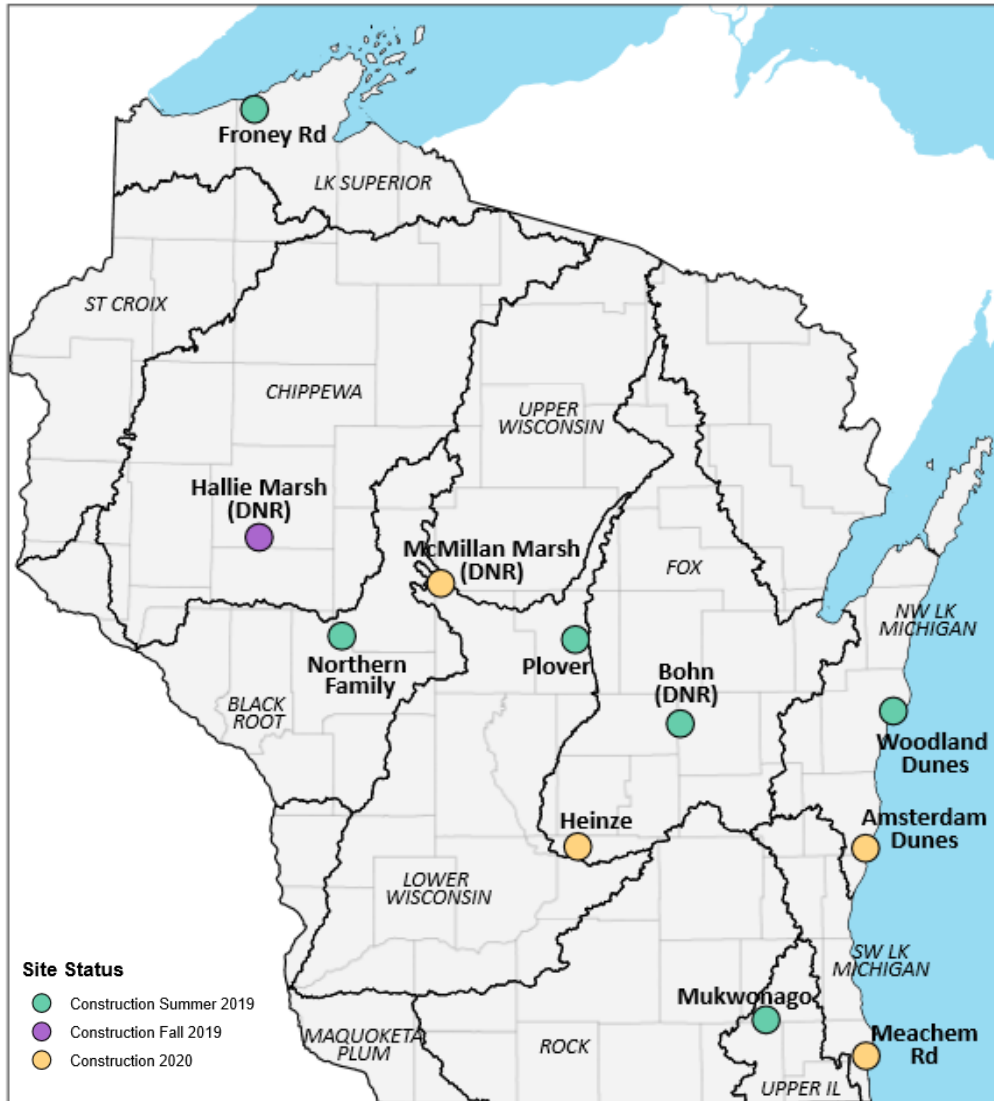 Froney Rd
LK SUPERIOR
ST CROIX
CHIPPEWA
UPPER
WISCONSIN
Hallie Marsh
(DNR)
McMillan Marsh
(DNR)
FOX
NW LK
MICHIGAN
Northern
Family
Plover
Bohn
(DNR)
BLACK
ROOT
Woodland
Dunes
Heinze
Amsterdam
Dunes
LOWER
WISCONSIN
SW LK
MICHIGAN
Site Status
Construction Summer 2019
Construction Fall 2019
Construction 2020
Mukwonago
MAQUOKETA
PLUM
ROCK
Meachem
Rd
UPPER IL